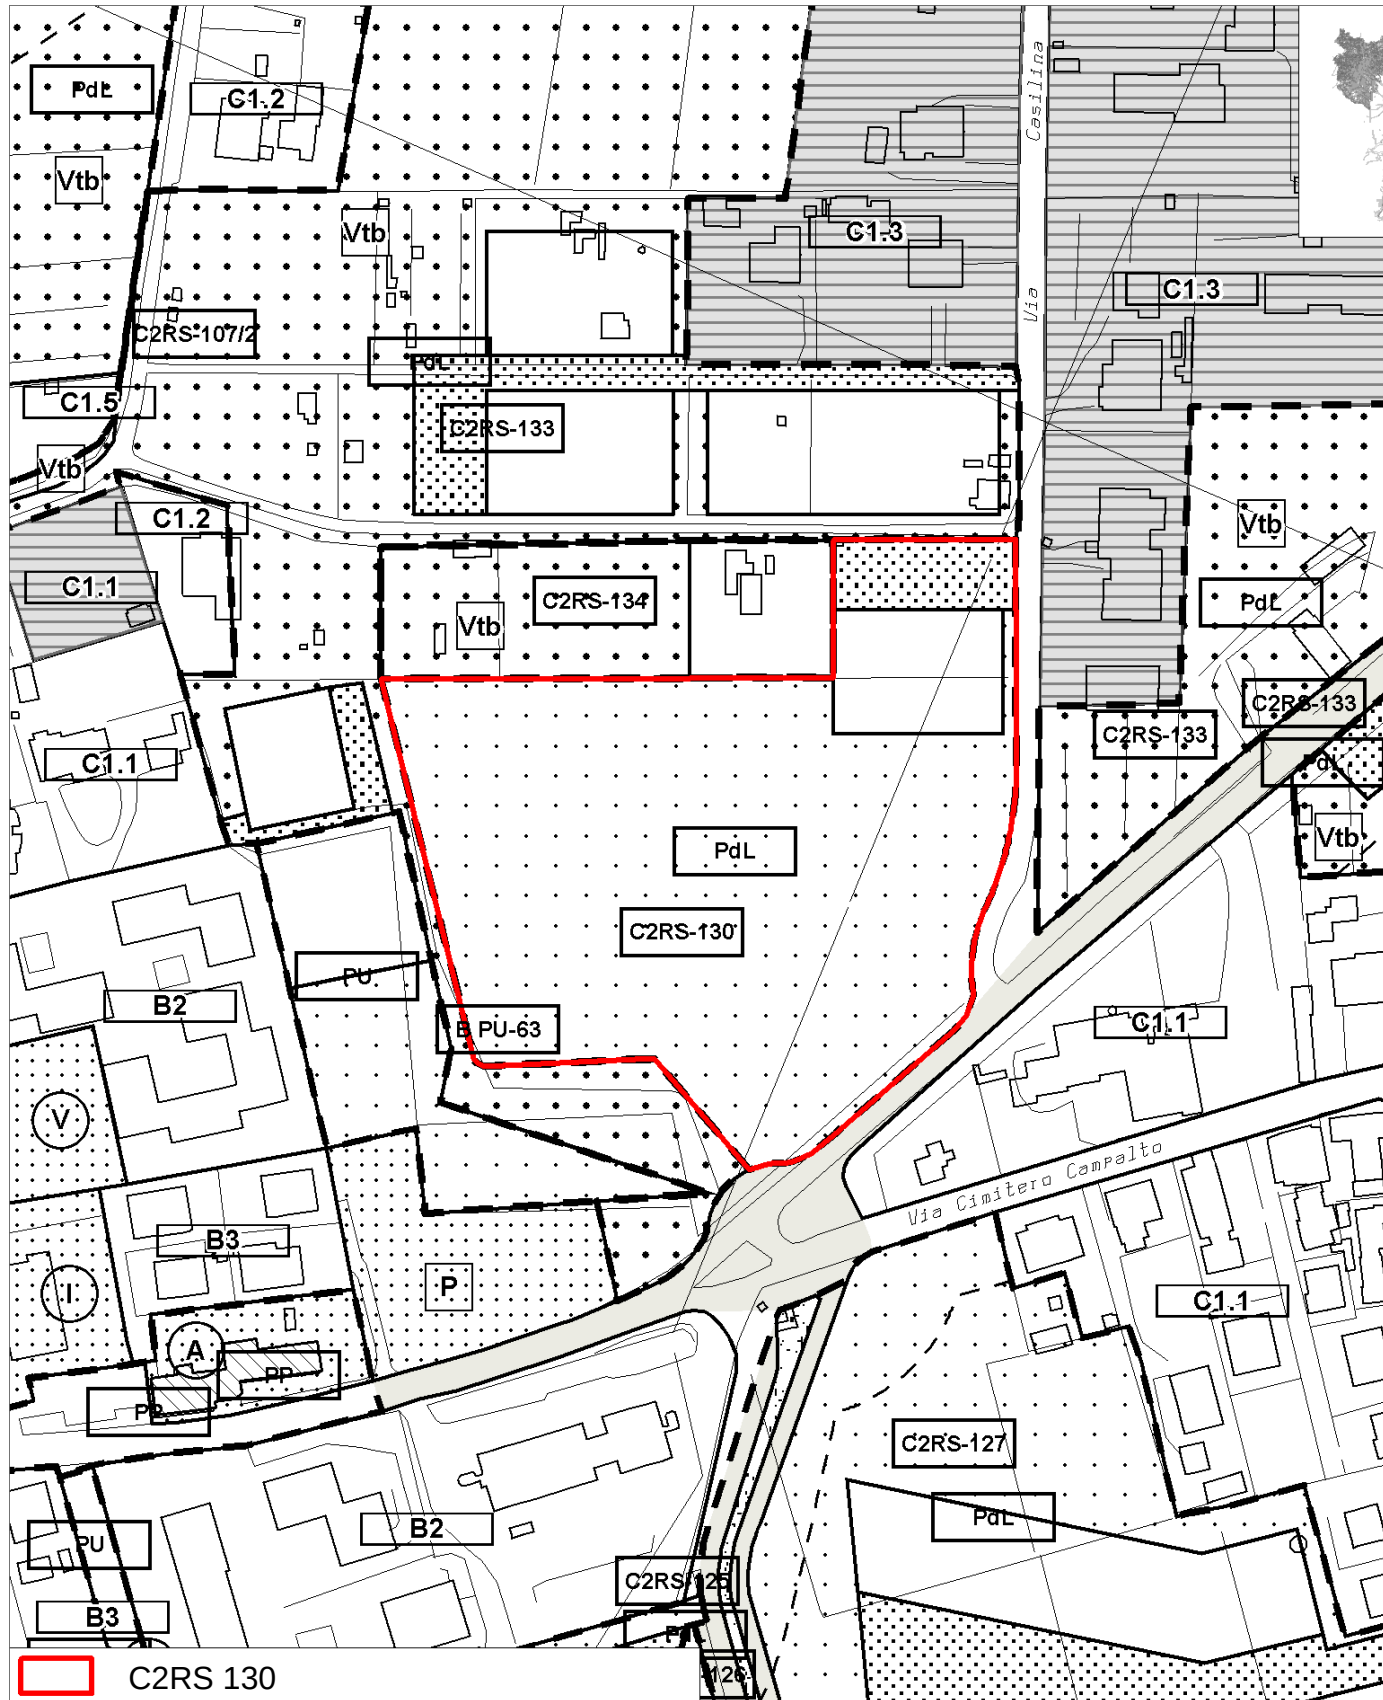 PdL
C1.2
Via Casilina
Vtb
Vtb
C1.3
C1.3
C2RS-107/2
PdL
C1.5
C2RS-133
Vtb
C1.2
Vtb
C1.1
C2RS-134
PdL
Vtb
C2RS-133
C2RS-133
C1.1
PdL
Vtb
PdL
C2RS-130
PU
B2
B PU-63
C1.1
V
Via Cimitero Campalto
B3
I
P
C1.1
A
PP
PP
C2RS-127
PdL
B2
PU
C2RS-125
B3
PdL
126
C2RS 130